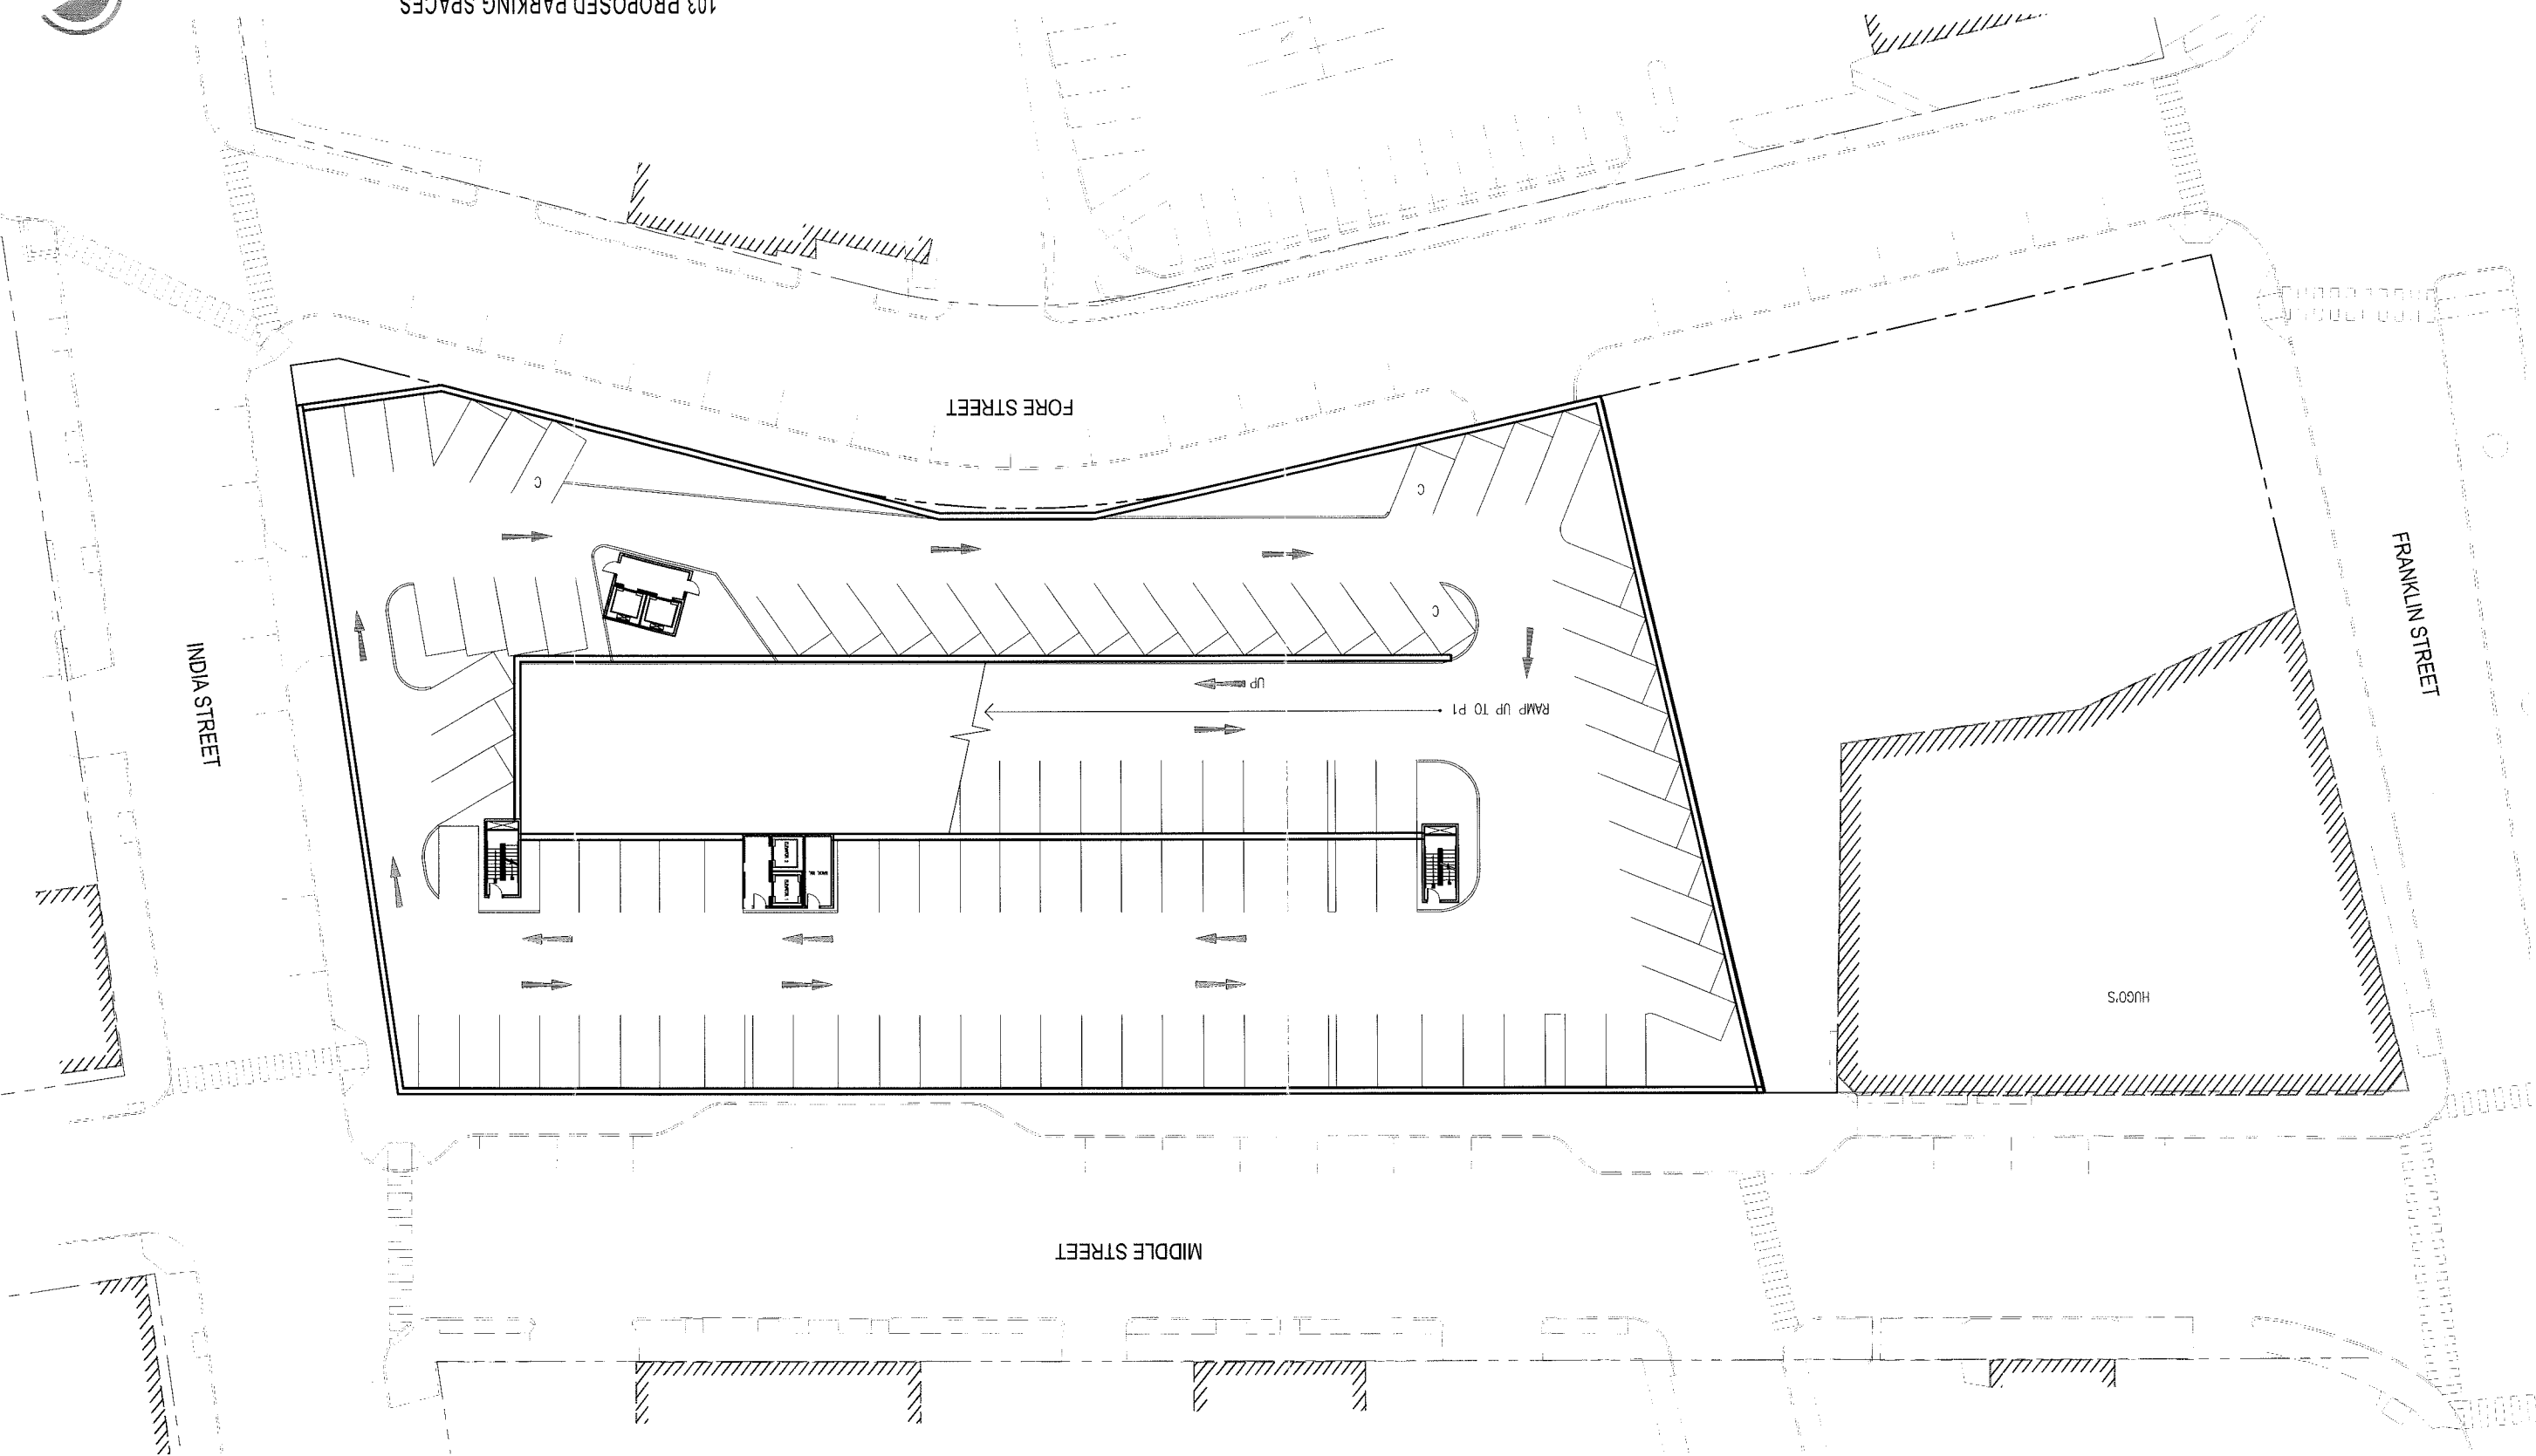 103 PROPOSED PARKING SPACES
FORE STREET
C
C
C
UP
RAMP UP TO P1
INDIA STREET
FRANKLIN STREET
HUGO'S
MIDDLE STREET